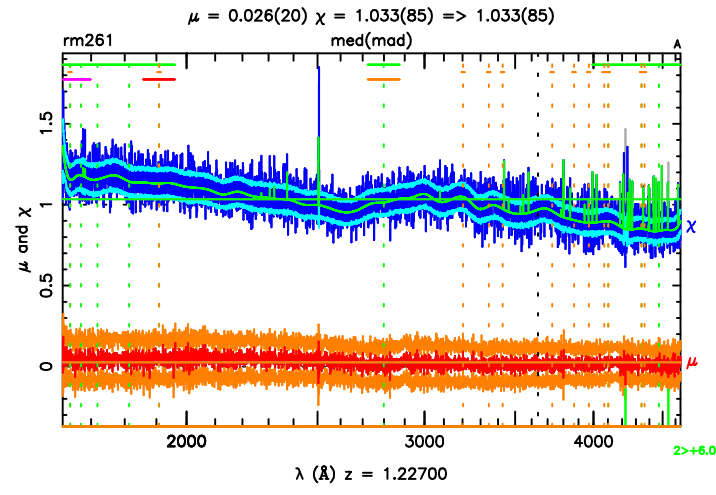 μ = 0.026(20) χ = 1.033(85) => 1.033(85)
rm261 med(mad) A
1.5
1
0.5
0
μ and χ
χ
μ
2000 3000 4000
2>+6.0
λ (Å) z = 1.22700